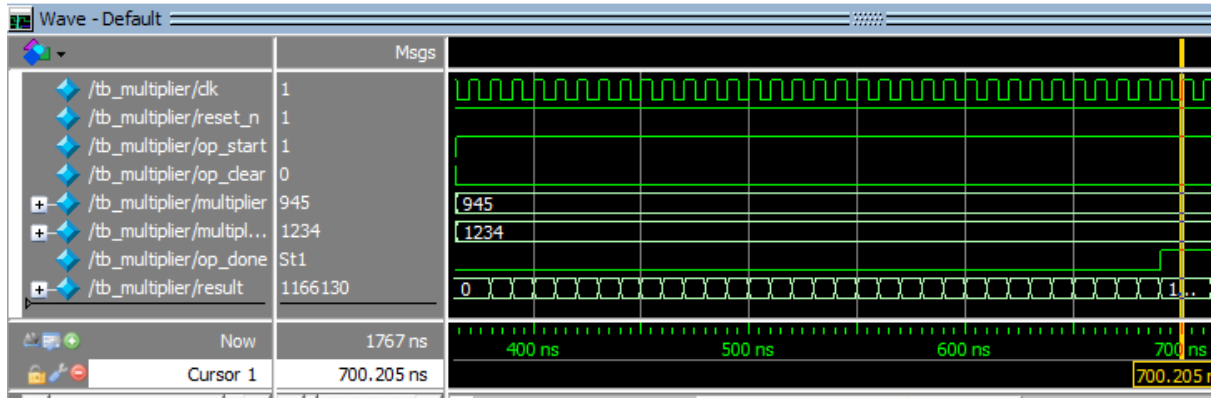 Wave - Default
Msgs
/tb_multiplier/clk 1
/tb_multiplier/reset_n 1
/tb_multiplier/op_start 1
/tb_multiplier/op_clear 0
/tb_multiplier/multiplier 945 945
/tb_multiplier/multipl... 1234 1234
/tb_multiplier/op_done St1
/tb_multiplier/result 1166130 0 1...
Now 1767 ns 400 ns 500 ns 600 ns 700 ns
Cursor 1 700.205 ns 700.205 n